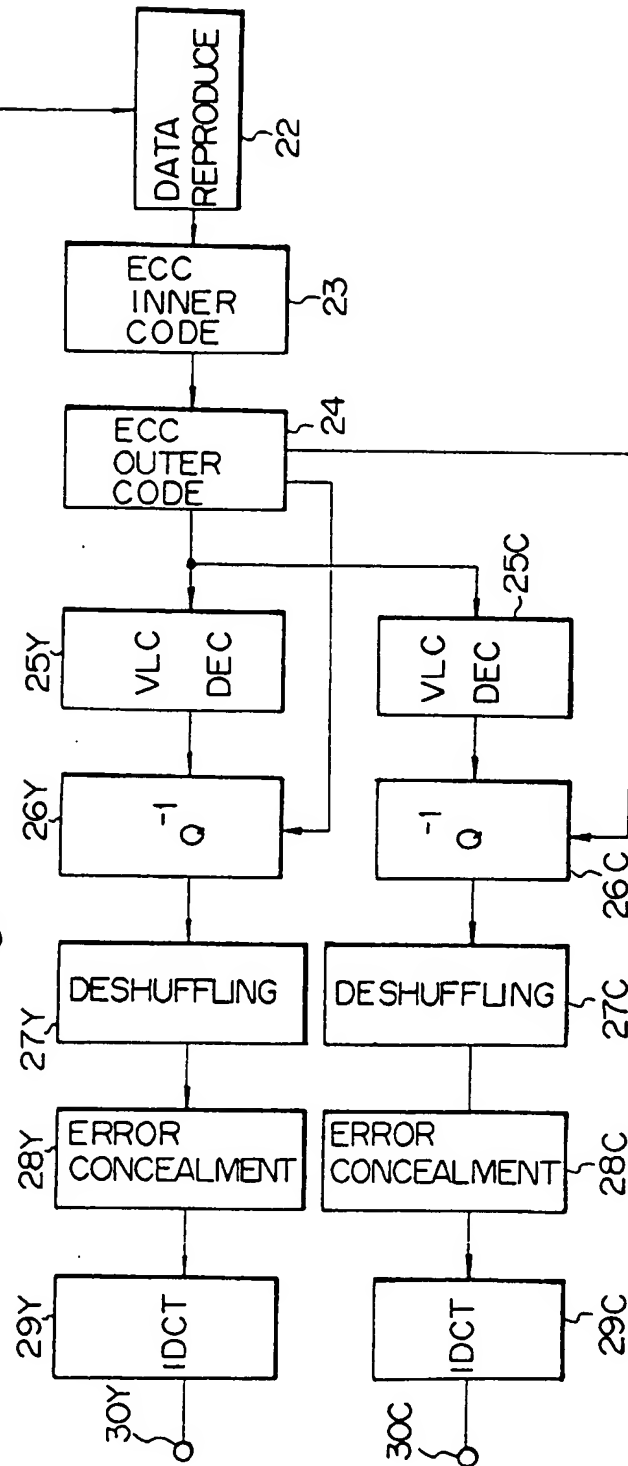 DATA
REPRODUCE
22
ECC
INNER
CODE
23
ECC
OUTER
CODE
24
25Y
VLC
DEC
26Y
Q
-1
27Y
DESHUFFLING
28Y
ERROR
CONCEALMENT
29Y
IDCT
30Y
25C
VLC
DEC
26C
Q
-1
27C
DESHUFFLING
28C
ERROR
CONCEALMENT
29C
IDCT
30C